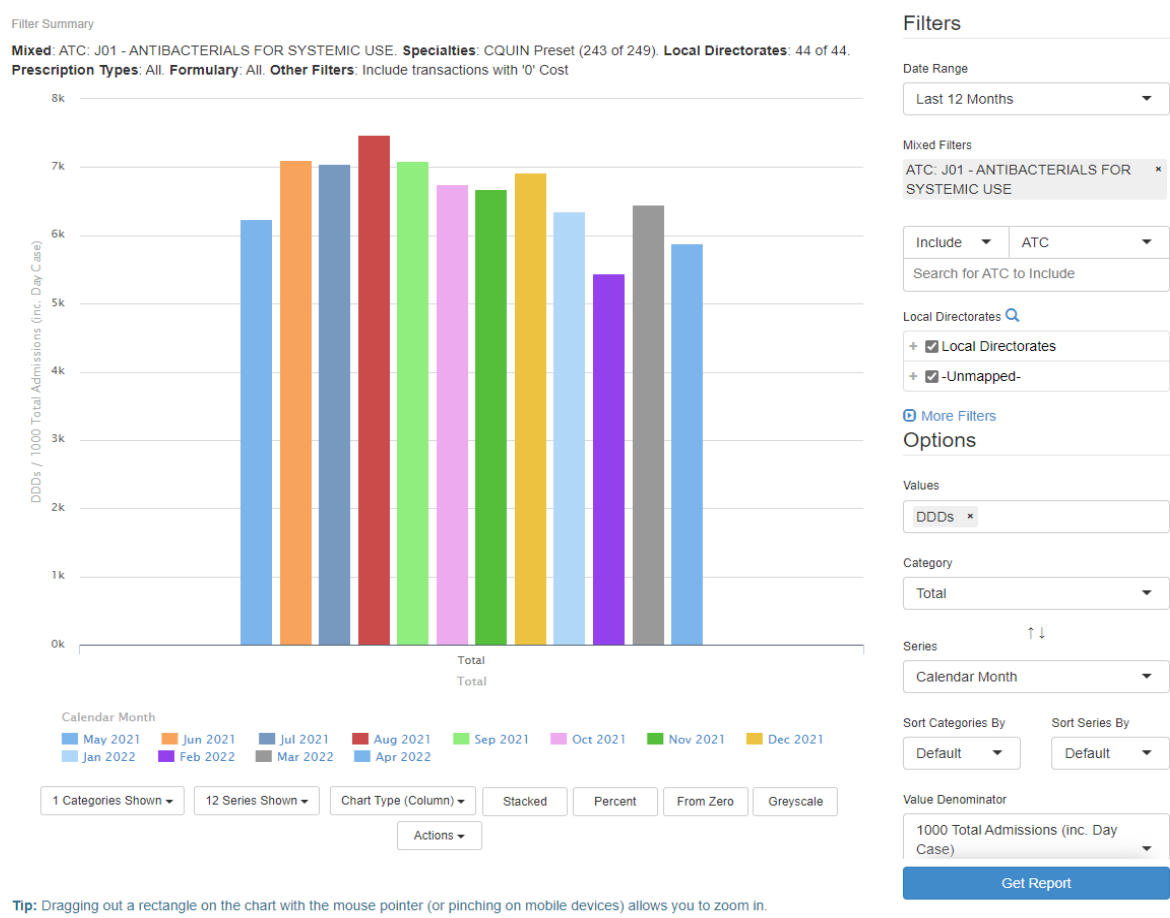 Filter Summary
Mixed: ATC: J01 - ANTIBACTERIALS FOR SYSTEMIC USE. Specialties: CQUIN Preset (243 of 249). Local Directorates: 44 of 44.
Prescription Types: All. Formulary: All. Other Filters: Include transactions with '0' Cost
8k
7k
6k
5k
4k
3k
2k
1k
0k
DDDs / 1000 Total Admissions (inc. Day Case)
Total
Total
Calendar Month
May 2021 Jun 2021 Jul 2021 Aug 2021 Sep 2021 Oct 2021 Nov 2021 Dec 2021
Jan 2022 Feb 2022 Mar 2022 Apr 2022
1 Categories Shown 12 Series Shown Chart Type (Column) Stacked Percent From Zero Greyscale
Actions
Tip: Dragging out a rectangle on the chart with the mouse pointer (or pinching on mobile devices) allows you to zoom in.
Filters
Date Range
Last 12 Months
Mixed Filters
ATC: J01 - ANTIBACTERIALS FOR ×
SYSTEMIC USE
Include ATC
Search for ATC to Include
Local Directorates
+ Local Directorates
+ -Unmapped-
More Filters
Options
Values
DDDs ×
Category
Total
↑↓
Series
Calendar Month
Sort Categories By Sort Series By
Default Default
Value Denominator
1000 Total Admissions (inc. Day
Case)
Get Report